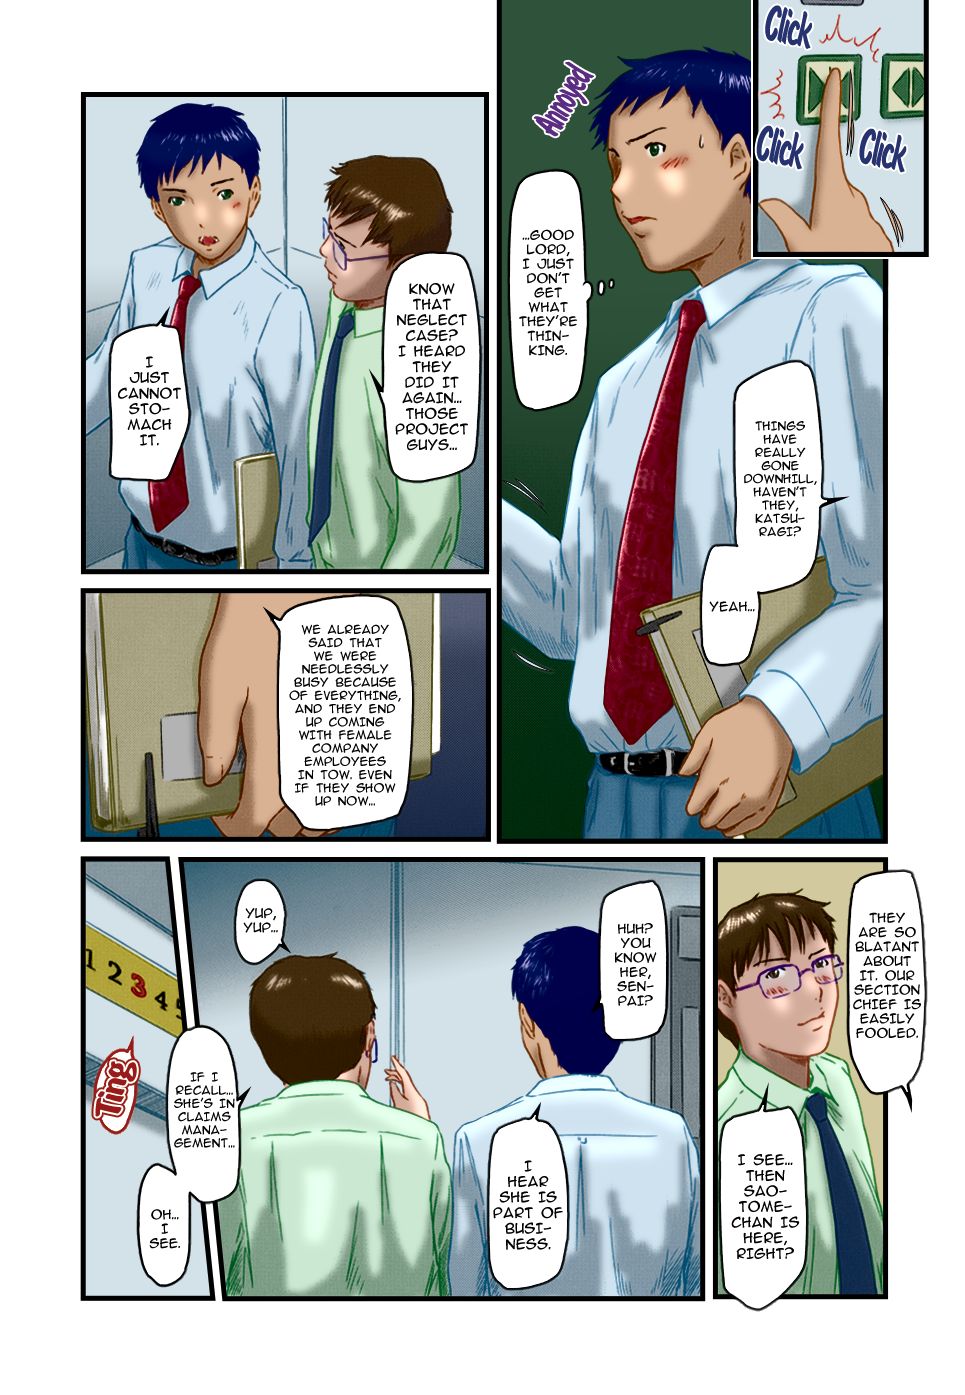 Click
Click
Click
Annoyed
...GOOD
LORD,
I JUST
DON'T
GET
WHAT
THEY'RE
THIN-
KING.
THINGS
HAVE
REALLY
GONE
DOWNHILL,
HAVEN'T
THEY,
KATSU-
RAGI?
YEAH...
KNOW
THAT
NEGLECT
CASE?
I HEARD
THEY
DID IT
AGAIN...
THOSE
PROJECT
GUYS...
I
JUST
CANNOT
STO-
MACH
IT.
WE ALREADY
SAID THAT
WE WERE
NEEDLESSLY
BUSY BECAUSE
OF EVERYTHING,
AND THEY END
UP COMING
WITH FEMALE
COMPANY
EMPLOYEES
IN TOW. EVEN
IF THEY SHOW
UP NOW...
THEY
ARE SO
BLATANT
ABOUT
IT. OUR
SECTION
CHIEF IS
EASILY
FOOLED.
I SEE...
THEN
SAO-
TOME-
CHAN IS
HERE,
RIGHT?
HUH?
YOU
KNOW
HER,
SEN-
PAI?
YUP,
YUP...
I
HEAR
SHE IS
PART OF
BUSI-
NESS.
IF I
RECALL...
SHE'S IN
CLAIMS
MANA-
GEMENT...
OH...
I
SEE.
1 2 3 4 5
Ting